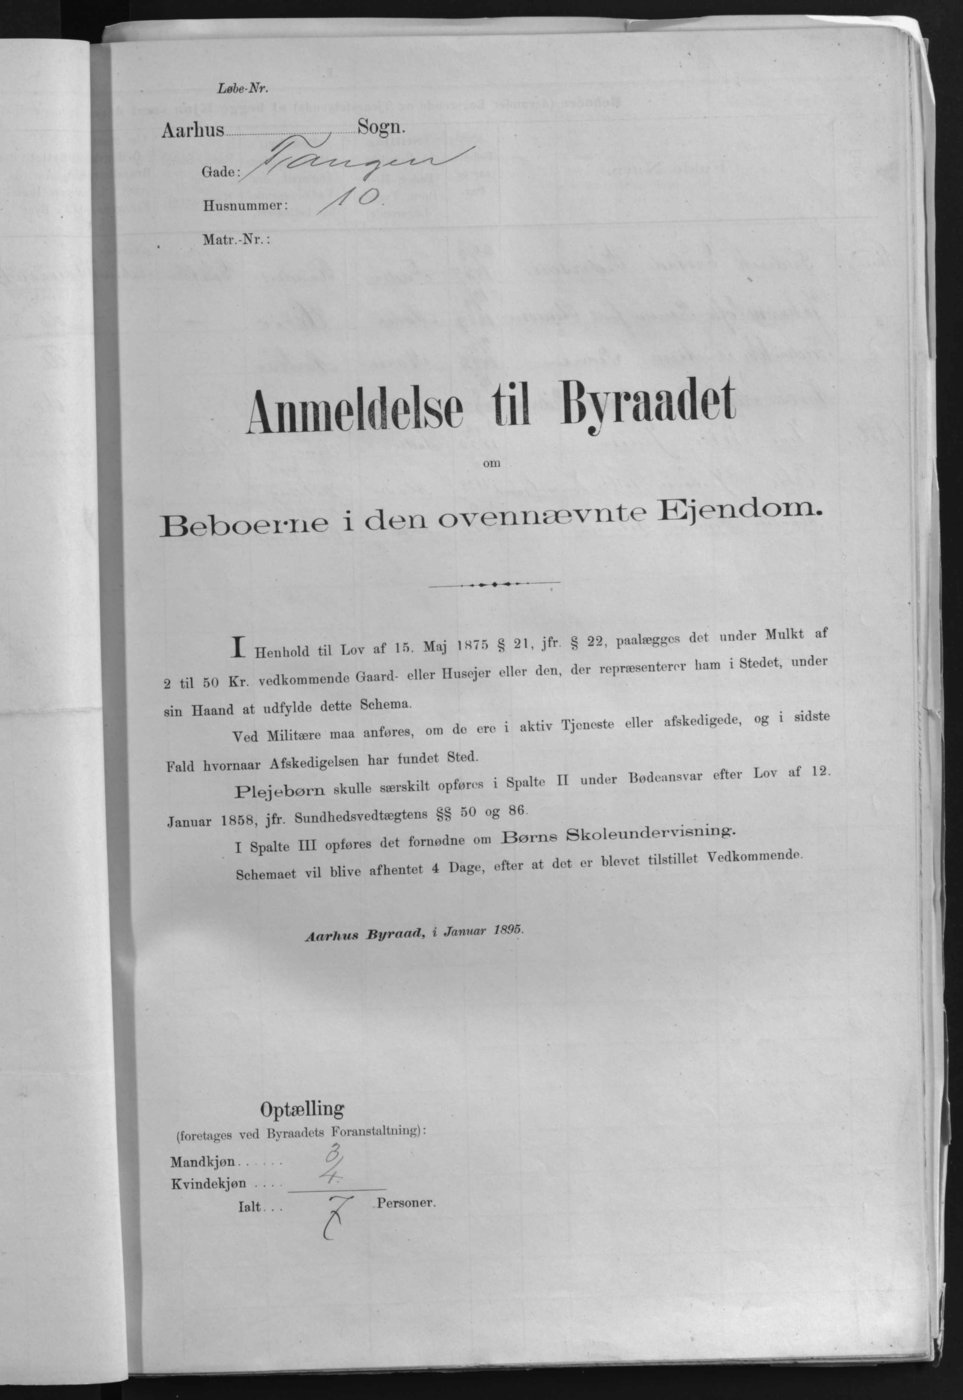 Løbe-Nr.
Aarhus Sogn.
Gade: Tangen
Husnummer: 10.
Matr.-Nr.:
Anmeldelse til Byraadet
om
Beboerne i den ovennævnte Ejendom.
I Henhold til Lov af 15. Maj 1875 § 21, jfr. § 22, paalægges det under Mulkt af
2 til 50 Kr. vedkommende Gaard- eller Husejer eller den, der repræsenterer ham i Stedet, under
sin Haand at udfylde dette Schema.
Ved Militære maa anføres, om de ere i aktiv Tjeneste eller afskedigede, og i sidste
Fald hvornaar Afskedigelsen har fundet Sted.
Plejebørn skulle særskilt opføres i Spalte II under Bødeansvar efter Lov af 12.
Januar 1858, jfr. Sundhedsvedtægtens §§ 50 og 86.
I Spalte III opføres det fornødne om Børns Skoleundervisning.
Schemaet vil blive afhentet 4 Dage, efter at det er blevet tilstillet Vedkommende.
Aarhus Byraad, i Januar 1895.
Optælling
(foretages ved Byraadets Foranstaltning):
Mandkjøn...... 3
Kvindekjøn .... 4.
Ialt... 7 Personer.